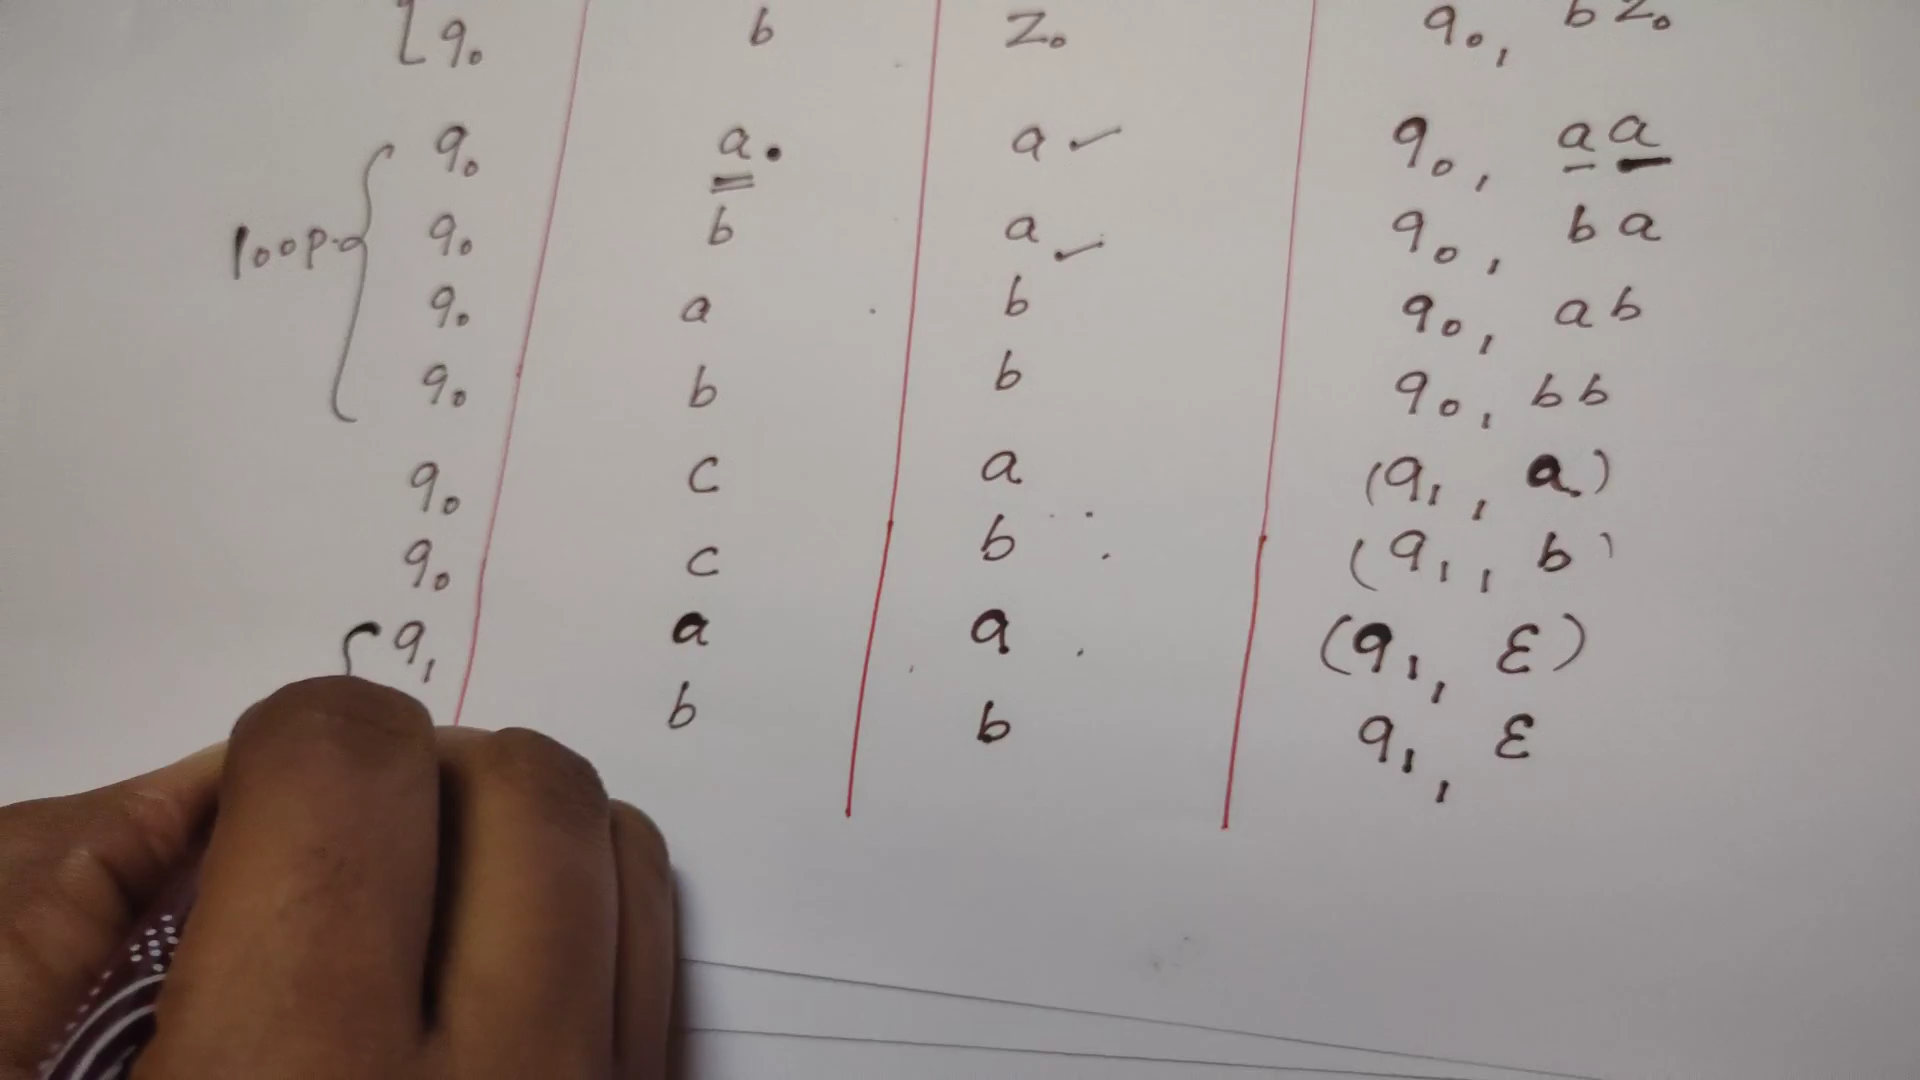 q₀ b Z₀ q₀, bZ₀
q₀ a. a ✓ q₀, aa
loop q₀ b a ✓ q₀, ba
q₀ a b q₀, ab
q₀ b b q₀, bb
q₀ c a (q₁, a)
q₀ c b (q₁, b)
q₁ a a (q₁, ε)
b b q₁, ε